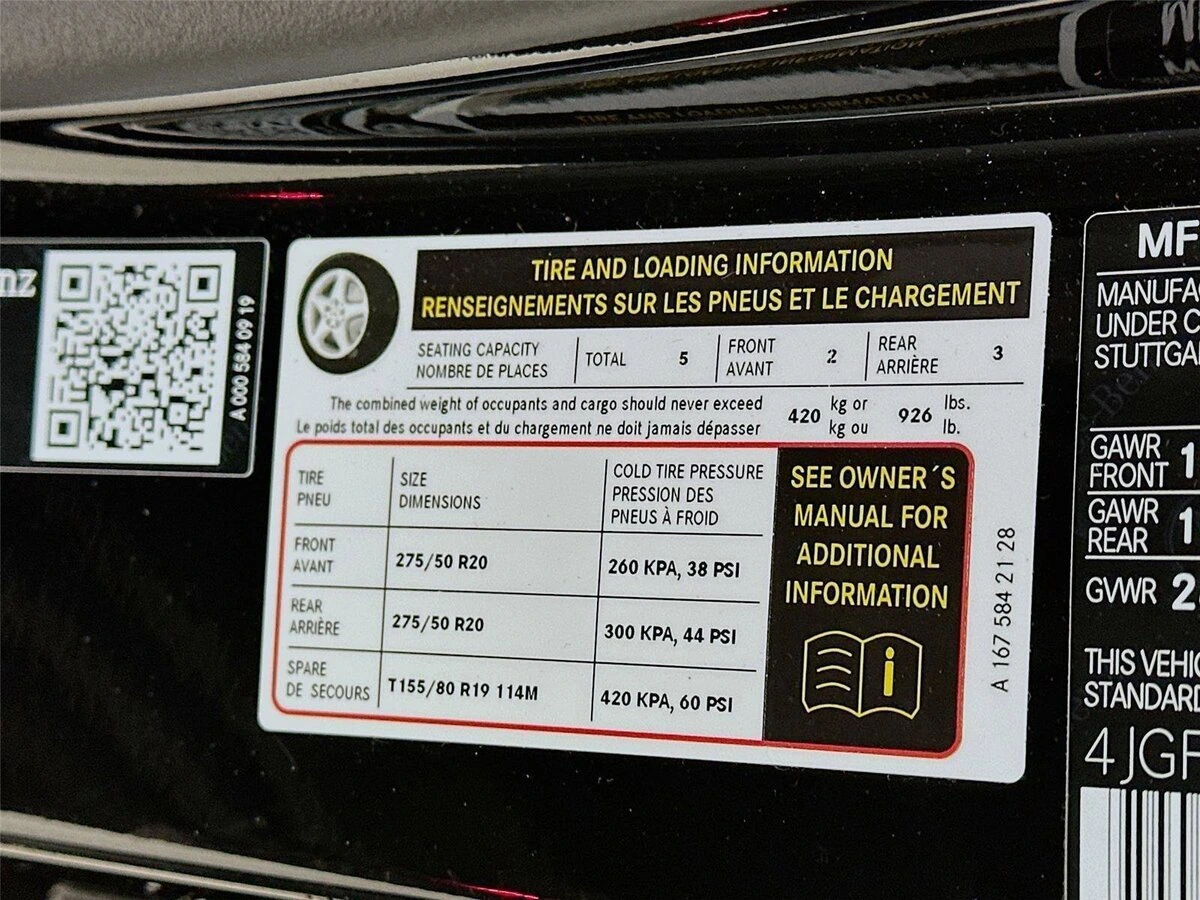 nz
A 000 584 09 19
TIRE AND LOADING INFORMATION
RENSEIGNEMENTS SUR LES PNEUS ET LE CHARGEMENT
SEATING CAPACITY
NOMBRE DE PLACES
TOTAL 5
FRONT
AVANT
2
REAR
ARRIÈRE
3
The combined weight of occupants and cargo should never exceed
Le poids total des occupants et du chargement ne doit jamais dépasser
420 kg or
kg ou
926 lbs.
lb.
TIRE
PNEU
SIZE
DIMENSIONS
COLD TIRE PRESSURE
PRESSION DES
PNEUS À FROID
FRONT
AVANT
275/50 R20
260 KPA, 38 PSI
REAR
ARRIÈRE
275/50 R20
300 KPA, 44 PSI
SPARE
DE SECOURS
T155/80 R19 114M
420 KPA, 60 PSI
SEE OWNER´S
MANUAL FOR
ADDITIONAL
INFORMATION
A 167 584 21 28
MF
MANUFA
UNDER C
STUTTGA
GAWR
FRONT
1
GAWR
REAR
1
GVWR 2
THIS VEHIC
STANDARD
4JGF